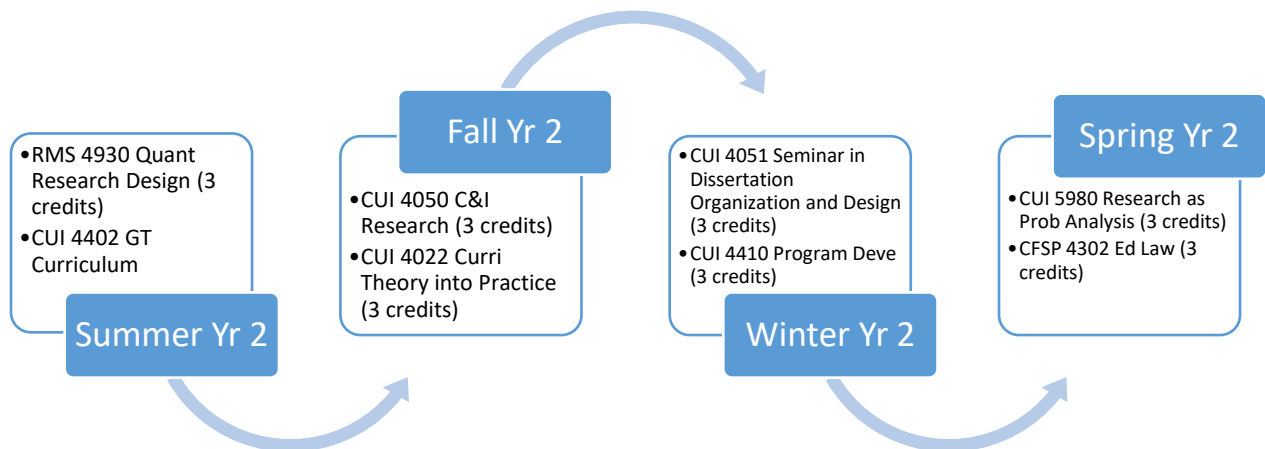 •RMS 4930 Quant
Research Design (3
credits)
•CUI 4402 GT
Curriculum
Summer Yr 2
Fall Yr 2
•CUI 4050 C&I
Research (3 credits)
•CUI 4022 Curri
Theory into Practice
(3 credits)
•CUI 4051 Seminar in
Dissertation
Organization and Design
(3 credits)
•CUI 4410 Program Deve
(3 credits)
Winter Yr 2
Spring Yr 2
•CUI 5980 Research as
Prob Analysis (3 credits)
•CFSP 4302 Ed Law (3
credits)